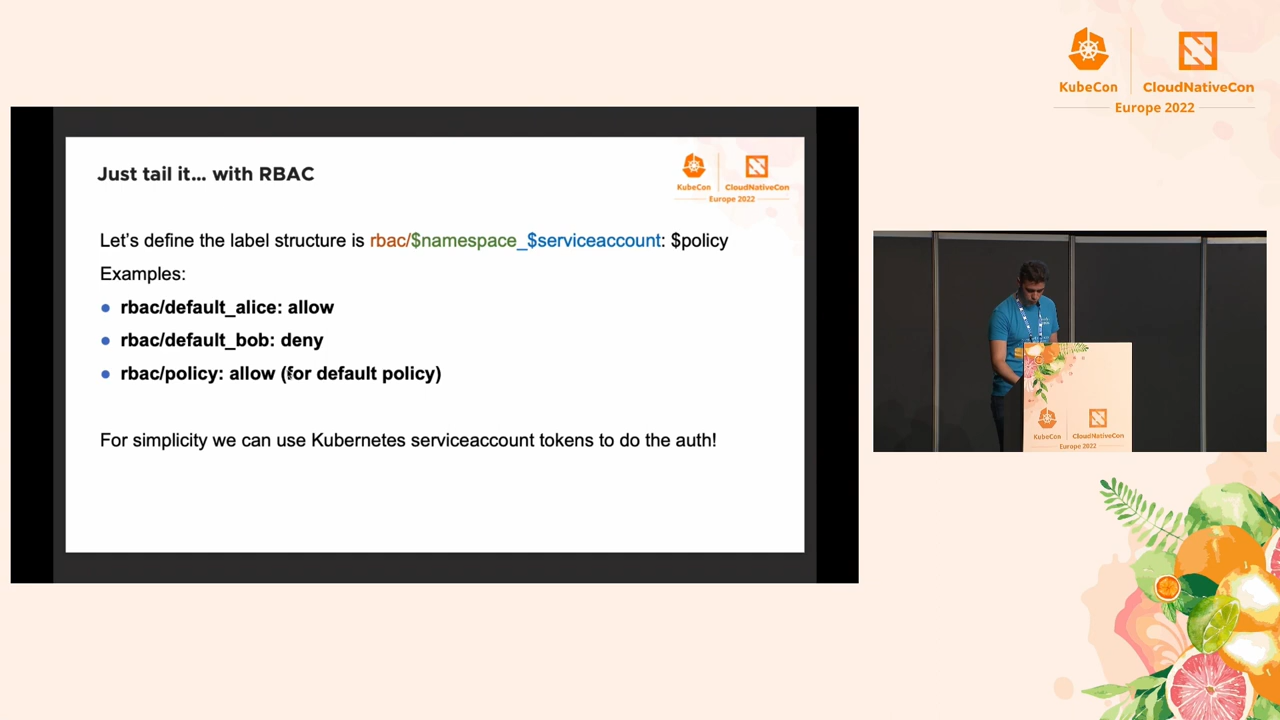 KubeCon
CloudNativeCon
Europe 2022
Just tail it... with RBAC
KubeCon
CloudNativeCon
Europe 2022
Let's define the label structure is rbac/$namespace_$serviceaccount: $policy
Examples:
rbac/default_alice: allow
rbac/default_bob: deny
rbac/policy: allow (for default policy)
For simplicity we can use Kubernetes serviceaccount tokens to do the auth!
KubeCon
CloudNativeCon
Europe 2022